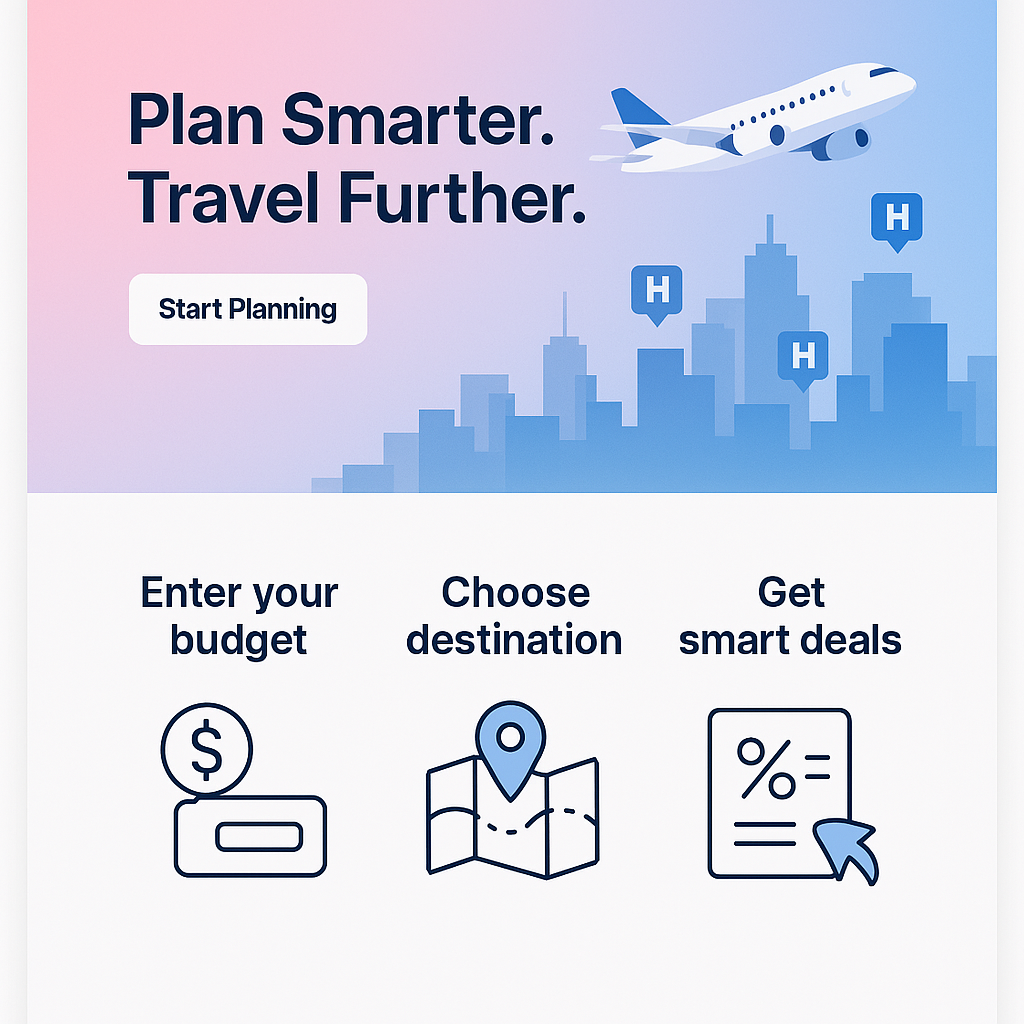 Plan Smarter.
Travel Further.
Start Planning
H
H
H
Enter your
budget
Choose
destination
Get
smart deals
$
%